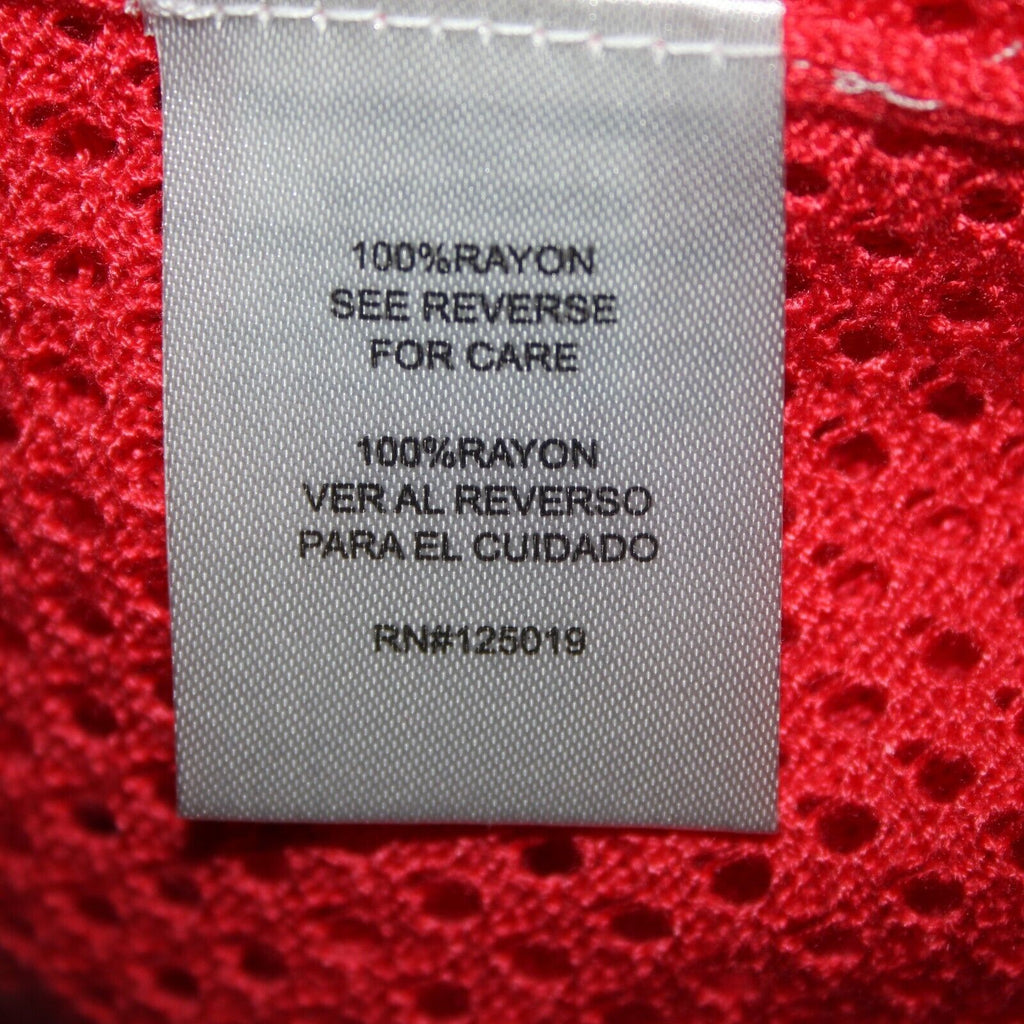 100%RAYON
SEE REVERSE
FOR CARE
100%RAYON
VER AL REVERSO
PARA EL CUIDADO
RN#125019